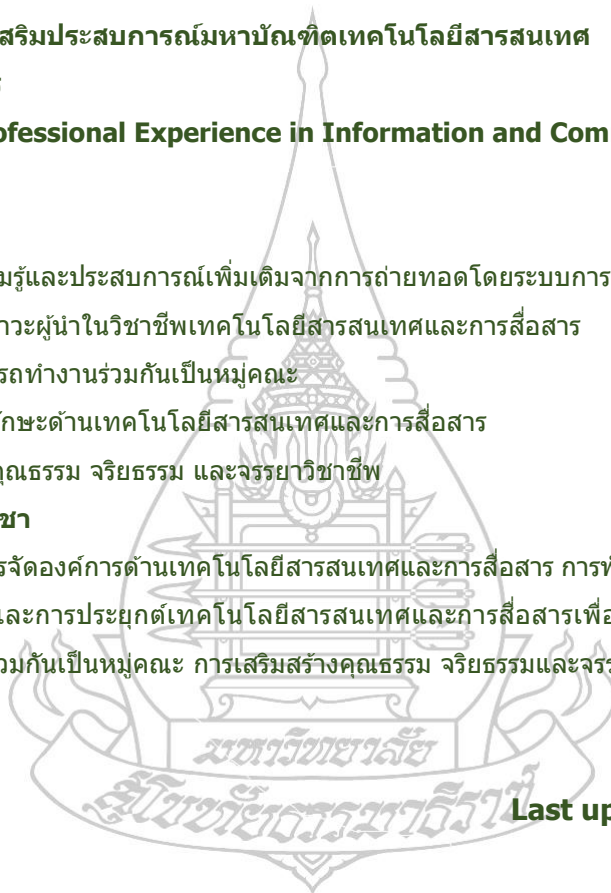 สริมประสบการณ์มหาบัณฑิตเทคโนโลยีสารสนเทศ
ofessional Experience in Information and Com
มรู้และประสบการณ์เพิ่มเติมจากการถ่ายทอดโดยระบบการ
าวะผู้นำในวิชาชีพเทคโนโลยีสารสนเทศและการสื่อสาร
รถทำงานร่วมกันเป็นหมู่คณะ
ักษะด้านเทคโนโลยีสารสนเทศและการสื่อสาร
คุณธรรม จริยธรรม และจรรยาวิชาชีพ
ชา
รจัดองค์การด้านเทคโนโลยีสารสนเทศและการสื่อสาร การท
และการประยุกต์เทคโนโลยีสารสนเทศและการสื่อสารเพื่อ
วมกันเป็นหมู่คณะ การเสริมสร้างคุณธรรม จริยธรรมและจรร
มหาวิทยาลัย
สุโขทัยธรรมาธิราช
Last up